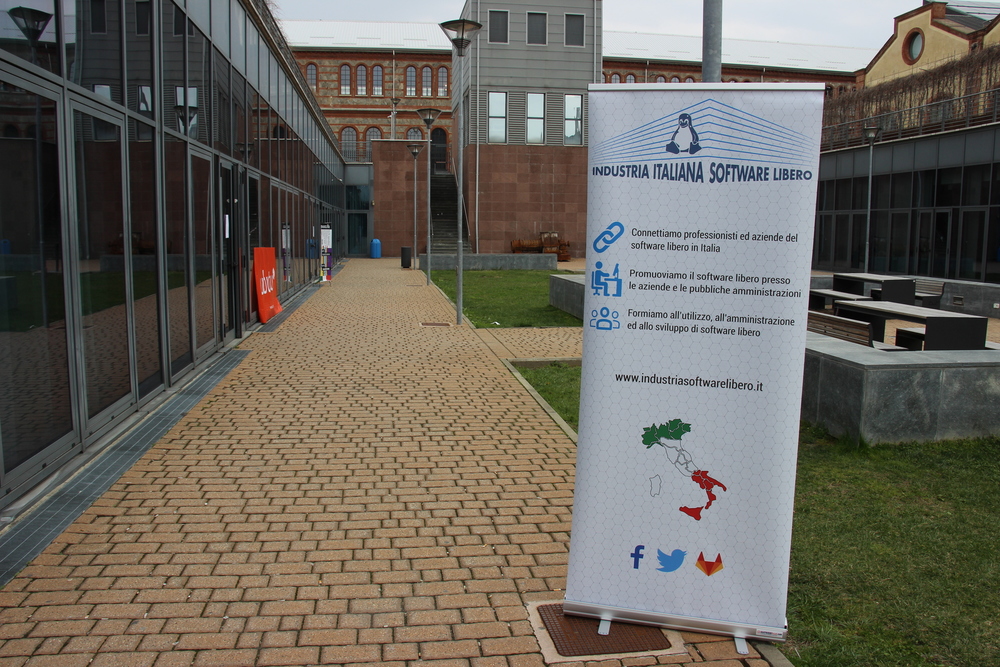 INDUSTRIA ITALIANA SOFTWARE LIBERO
Connettiamo professionisti ed aziende del
software libero in Italia
Promuoviamo il software libero presso
le aziende e le pubbliche amministrazioni
Formiamo all'utilizzo, all'amministrazione
ed allo sviluppo di software libero
www.industriasoftwarelibero.it